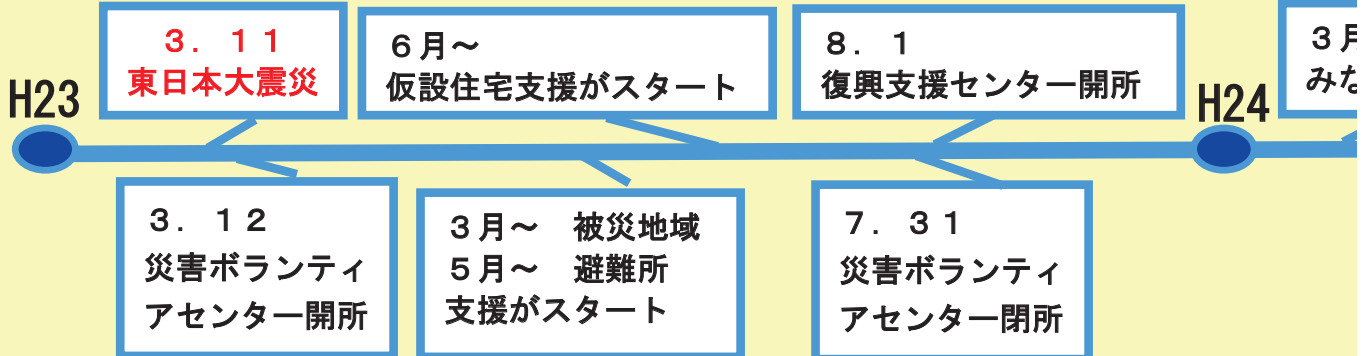 H23
3．11
東日本大震災
6月～
仮設住宅支援がスタート
8．1
復興支援センター開所
H24
3月
みな
3．12
災害ボランティ
アセンター開所
3月～　被災地域
5月～　避難所
支援がスタート
7．31
災害ボランティ
アセンター閉所